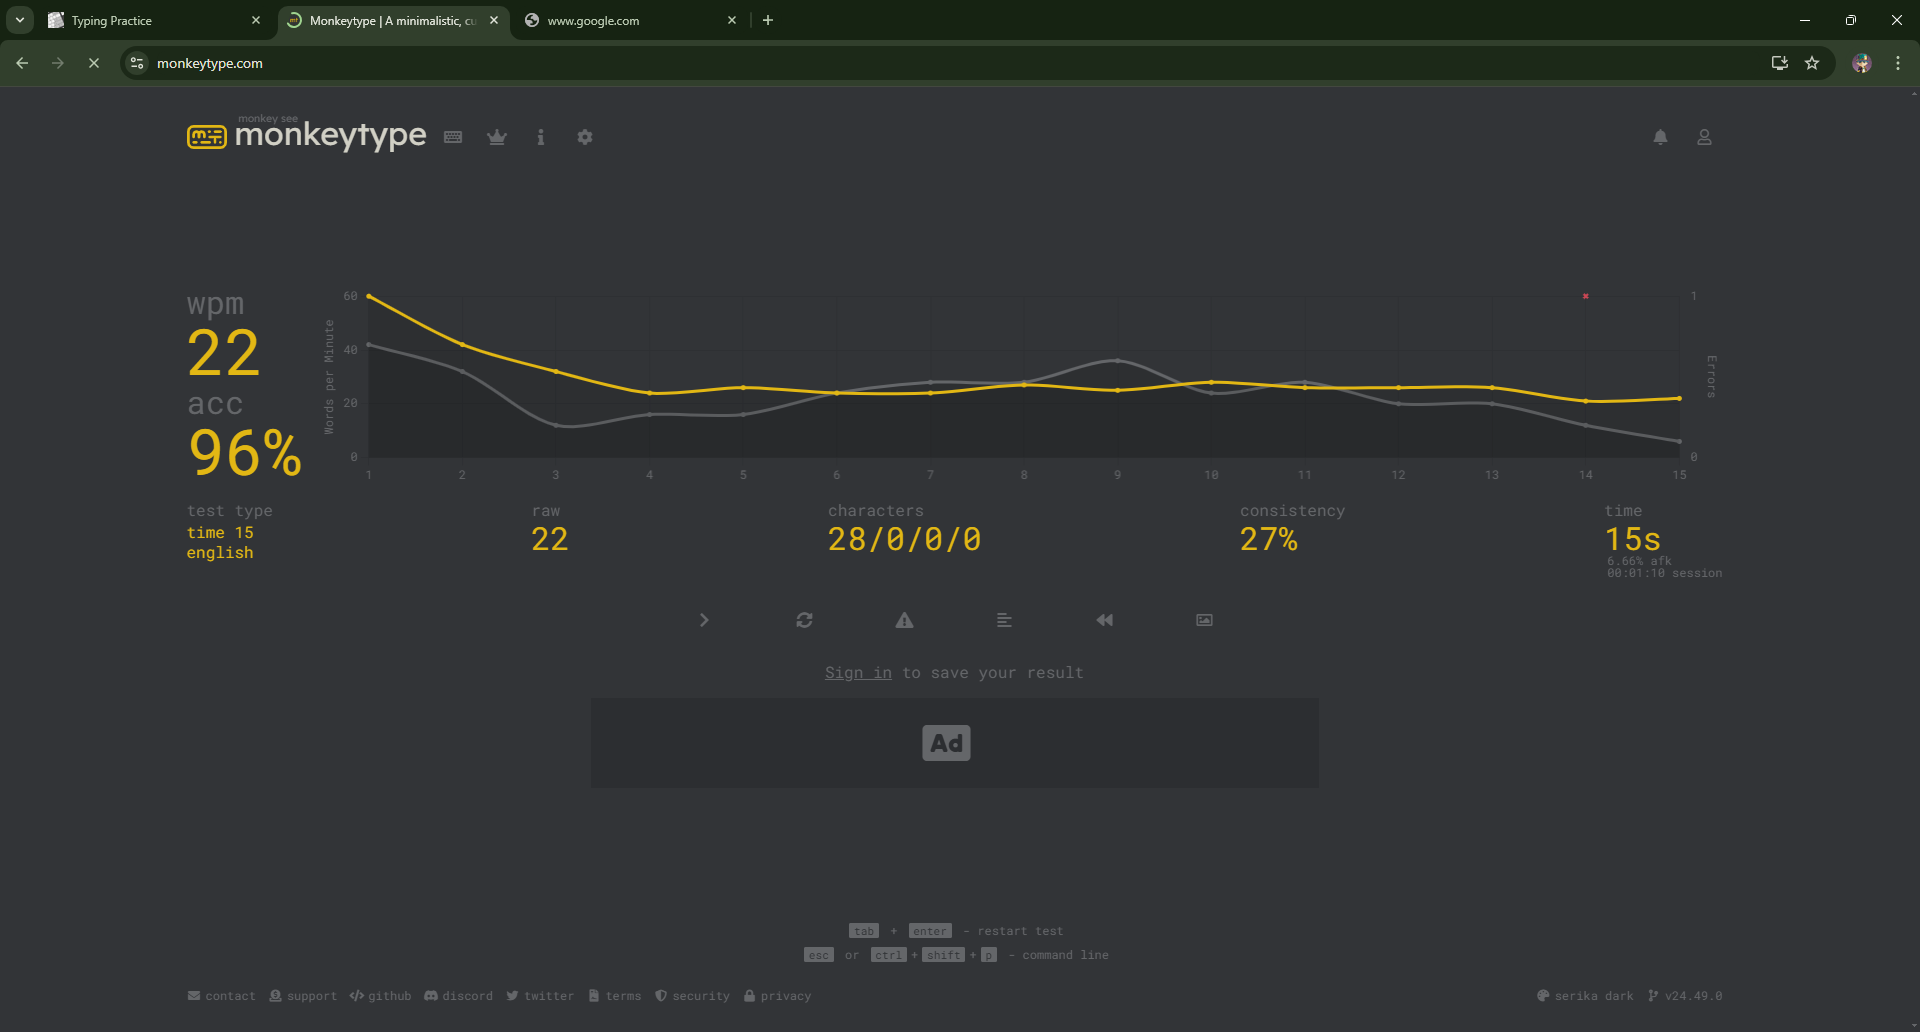 Typing Practice
Monkeytype | A minimalistic, cu
www.google.com
monkeytype.com
monkey see
monkeytype
wpm
22
acc
96%
Words per Minute
60
40
20
0
1 2 3 4 5 6 7 8 9 10 11 12 13 14 15
1
0
Errors
test type
time 15
english
raw
22
characters
28/0/0/0
consistency
27%
time
15s
6.66% afk
00:01:10 session
Sign in to save your result
Ad
tab + enter - restart test
esc or ctrl + shift + p - command line
contact support github discord twitter terms security privacy
serika dark v24.49.0